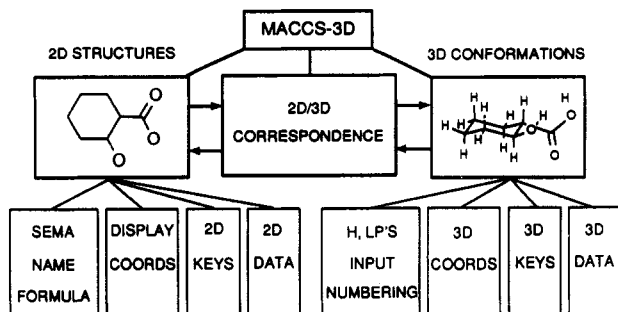 MACCS-3D
2D STRUCTURES
3D CONFORMATIONS
O
O
O
2D/3D
CORRESPONDENCE
H
H
H
H
H
H
H
H
H
H
O
H
O
O
H
SEMA
NAME
FORMULA
DISPLAY
COORDS
2D
KEYS
2D
DATA
H, LP'S
INPUT
NUMBERING
3D
COORDS
3D
KEYS
3D
DATA